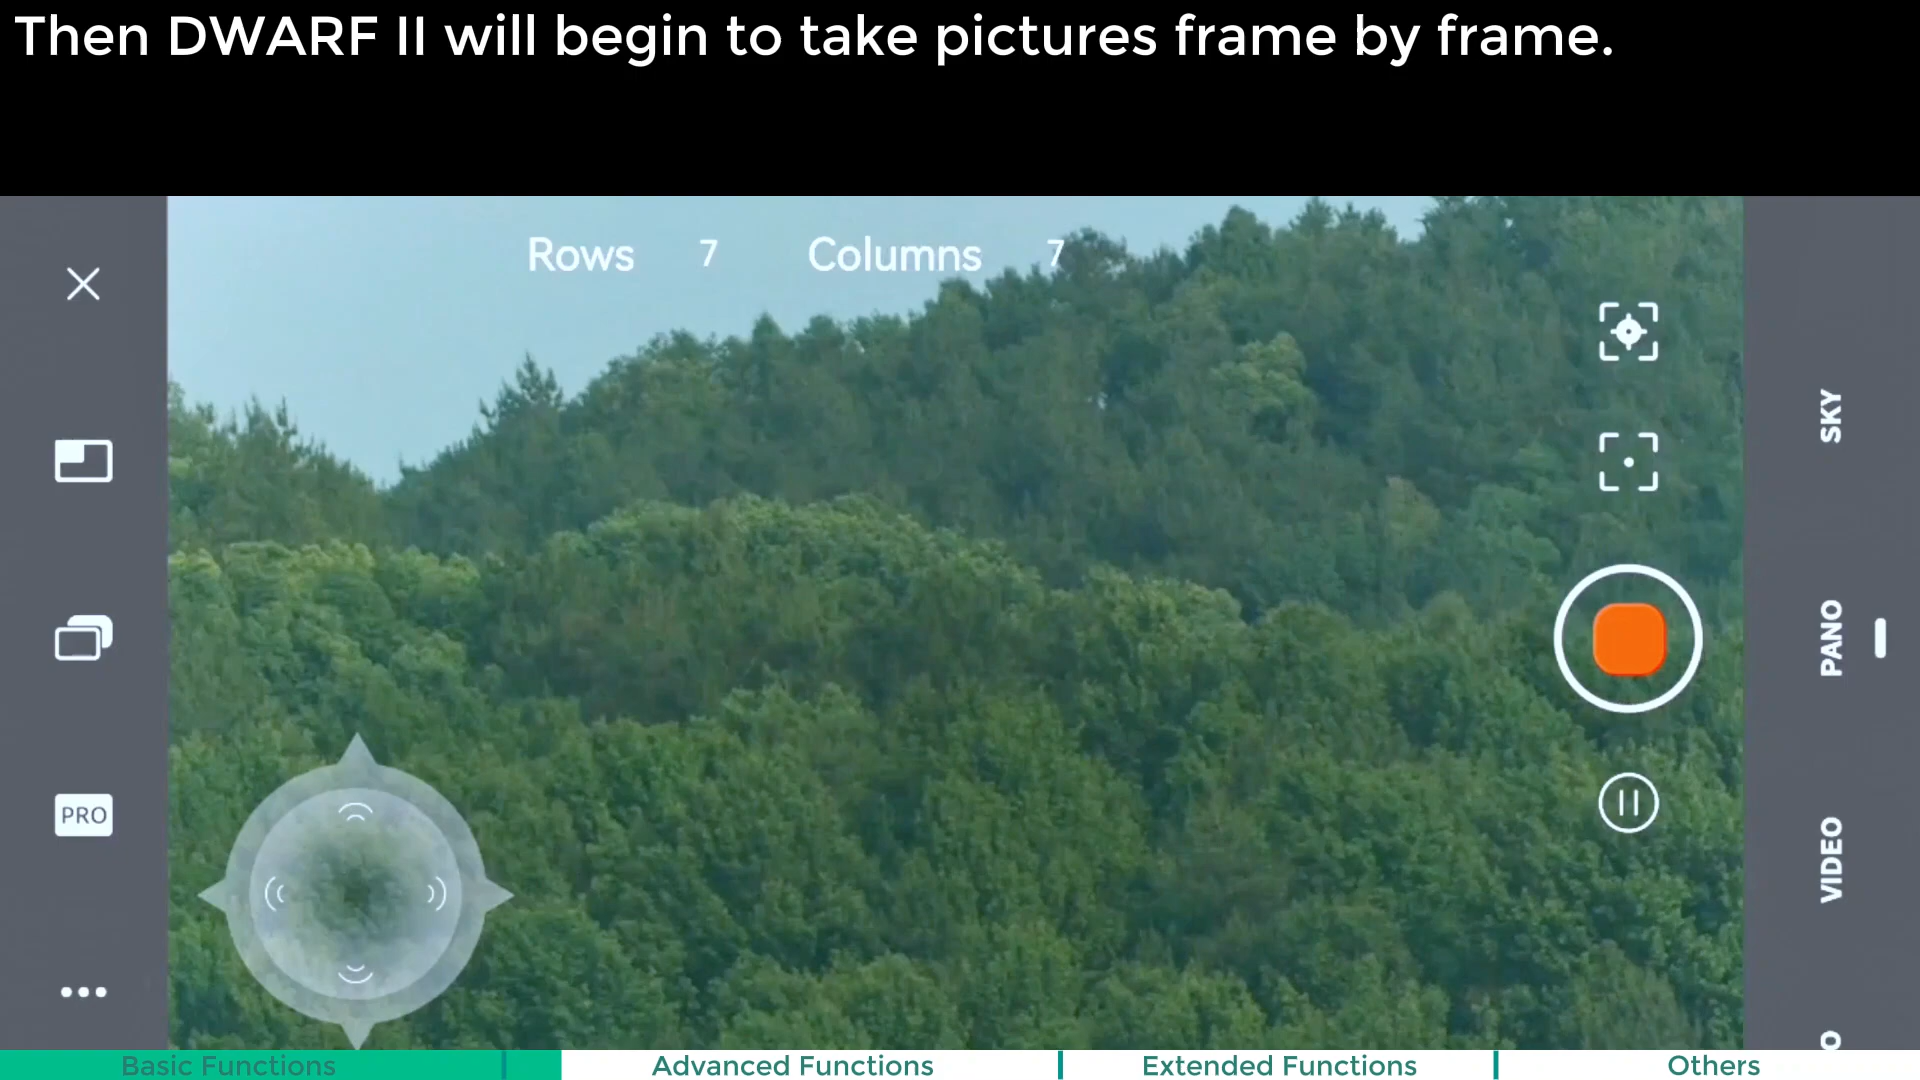 Then DWARF II will begin to take pictures frame by frame.
Rows 7 Columns 7
SKY
PANO
VIDEO
PRO
Basic Functions
Advanced Functions
Extended Functions
Others